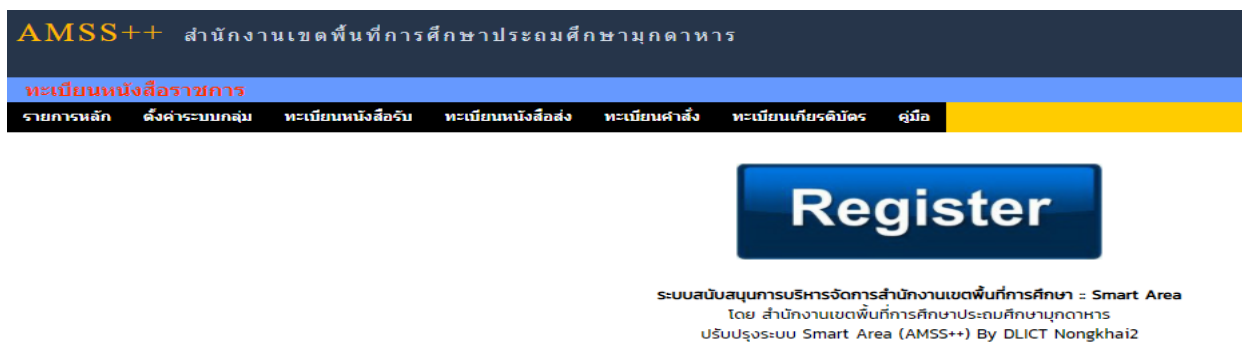 AMSS++ สำนักงานเขตพื้นที่การศึกษาประถมศึกษามุกดาหาร
ทะเบียนหนังสือราชการ
รายการหลัก ตั้งค่าระบบกลุ่ม ทะเบียนหนังสือรับ ทะเบียนหนังสือส่ง ทะเบียนคำสั่ง ทะเบียนเกียรติบัตร คู่มือ
Register
ระบบสนับสนุนการบริหารจัดการสำนักงานเขตพื้นที่การศึกษา :: Smart Area
โดย สำนักงานเขตพื้นที่การศึกษาประถมศึกษามุกดาหาร
ปรับปรุงระบบ Smart Area (AMSS++) By DLICT Nongkhai2